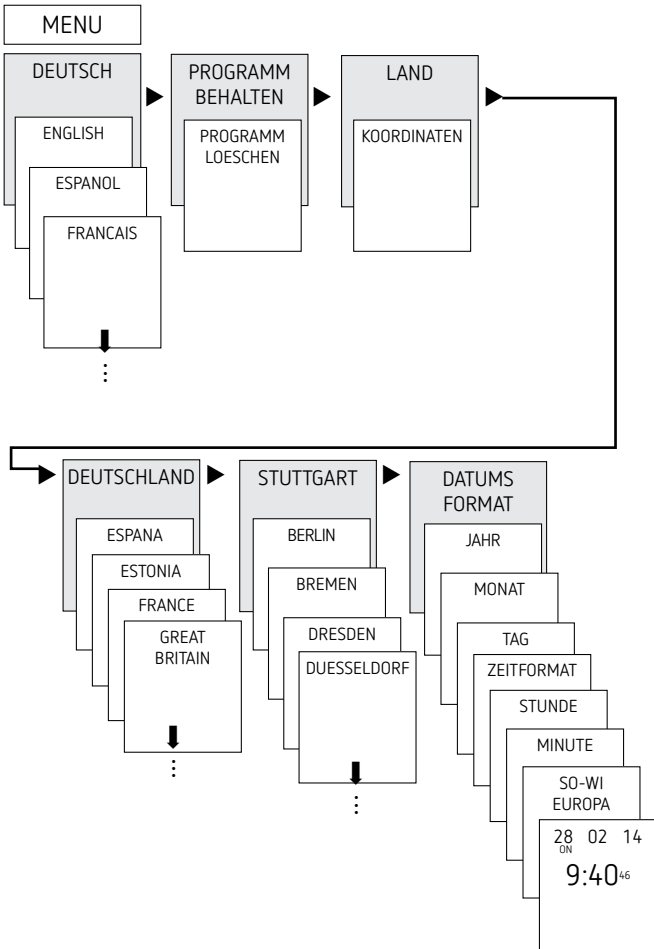 MENU
DEUTSCH
ENGLISH
ESPANOL
FRANCAIS
PROGRAMM
BEHALTEN
PROGRAMM
LOESCHEN
LAND
KOORDINATEN
DEUTSCHLAND
ESPANA
ESTONIA
FRANCE
GREAT
BRITAIN
STUTTGART
BERLIN
BREMEN
DRESDEN
DUESSELDORF
DATUMS
FORMAT
JAHR
MONAT
TAG
ZEITFORMAT
STUNDE
MINUTE
SO-WI
EUROPA
28 02 14
ON
9:40 46